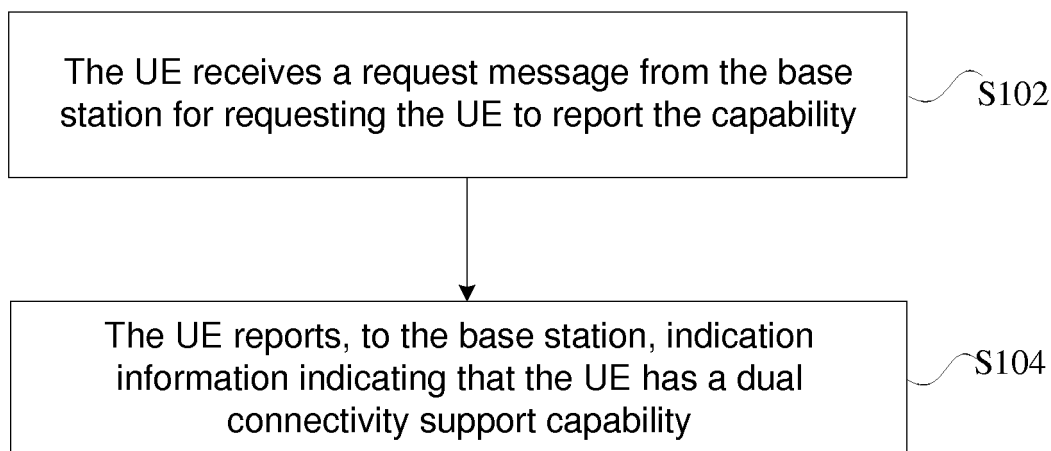 The UE receives a request message from the base
station for requesting the UE to report the capability
S102
The UE reports, to the base station, indication
information indicating that the UE has a dual
connectivity support capability
S104